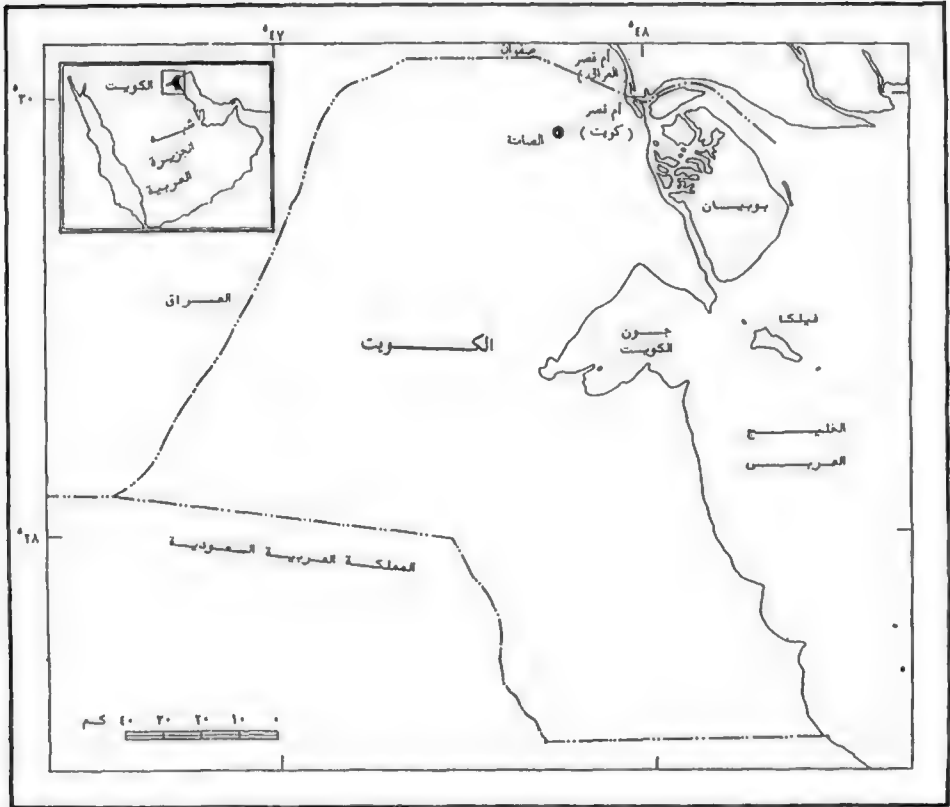 °٤٧
°٤٨
°٣٠
°٢٨
الكويت
شبه
الجزيرة
العربية
صفوان
أم قصر
(العراق)
أم قصر
(كويت)
بوبيان
العراق
الكويت
جون
الكويت
فيلكا
الخليج
العربي
المملكة العربية السعودية
٤٠ ٣٠ ٢٠ ١٠ ٠ كم